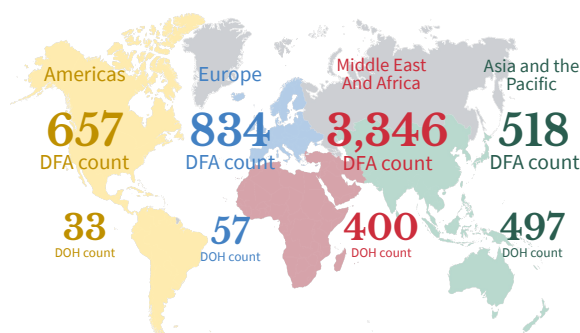 Americas
657
DFA count
33
DOH count
Europe
834
DFA count
57
DOH count
Middle East
And Africa
3,346
DFA count
400
DOH count
Asia and the
Pacific
518
DFA count
497
DOH count